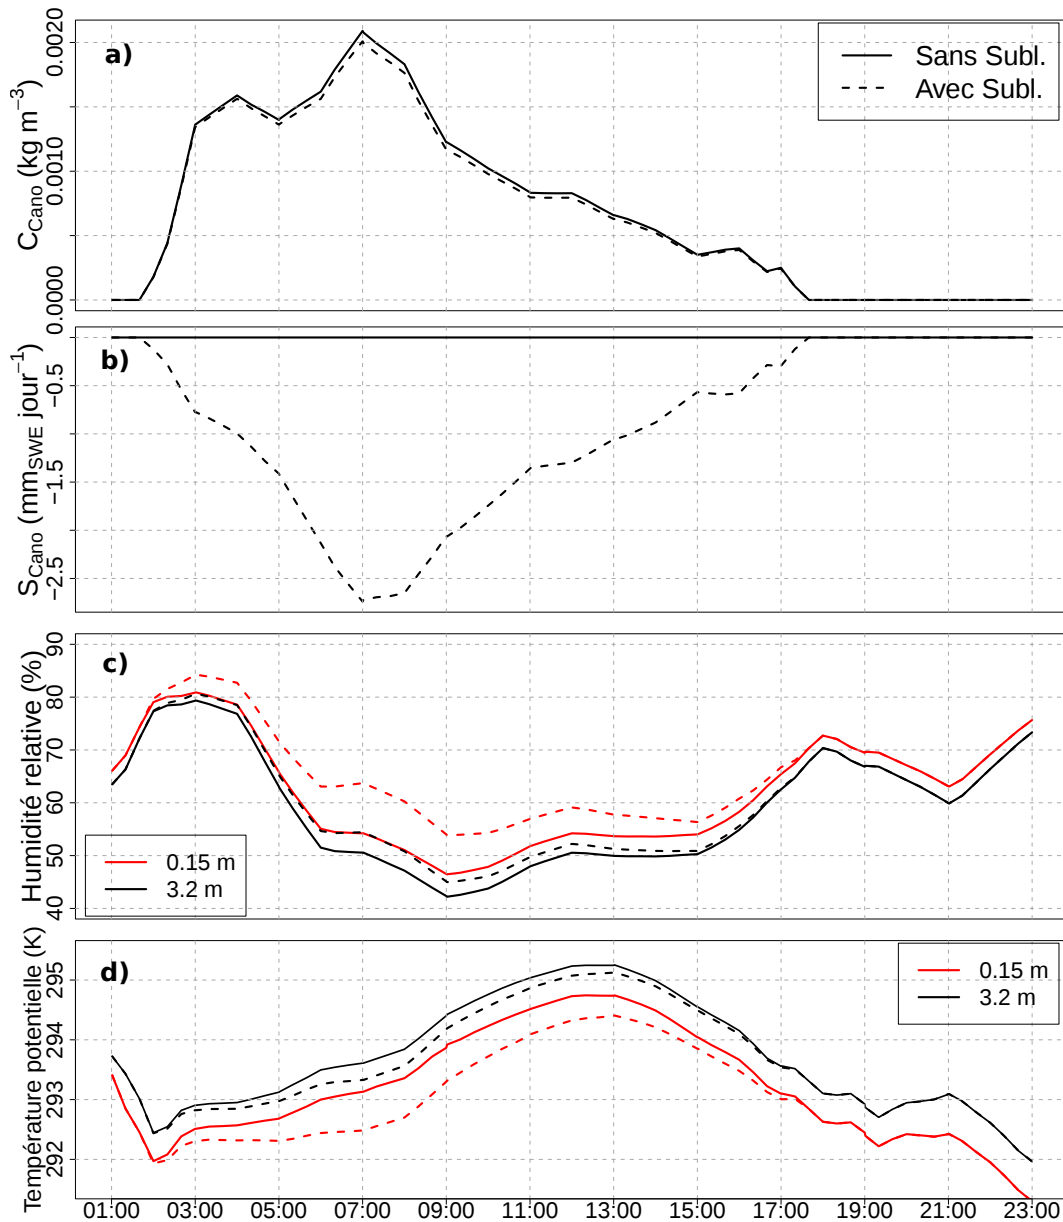 a)
C_Cano (kg m⁻³)
0.0020
0.0010
0.0000
Sans Subl.
Avec Subl.
b)
S_Cano (mm_SWE jour⁻¹)
0.0
−0.5
−1.5
−2.5
c)
Humidité relative (%)
90
80
70
60
50
40
0.15 m
3.2 m
d)
Température potentielle (K)
295
294
293
292
0.15 m
3.2 m
01:00 03:00 05:00 07:00 09:00 11:00 13:00 15:00 17:00 19:00 21:00 23:00